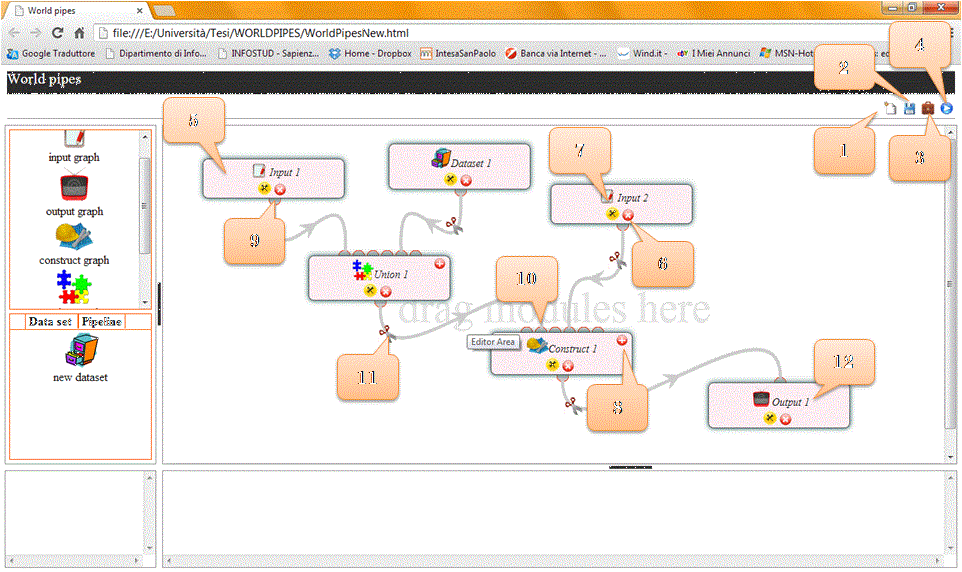 World pipes
file:///E:/Università/Tesi/WORLDPIPES/WorldPipesNew.html
Google Traduttore Dipartimento di Info... INFOSTUD - Sapienz... Home - Dropbox IntesaSanPaolo Banca via Internet - ... Wind.it - I Miei Annunci MSN-Hot
World pipes
4
2
1
3
5
7
input graph
output graph
construct graph
Input 1
Dataset 1
Input 2
9
6
Union 1
10
drag modules here
Editor Area
Construct 1
Data set Pipeline
new dataset
11
8
12
Output 1